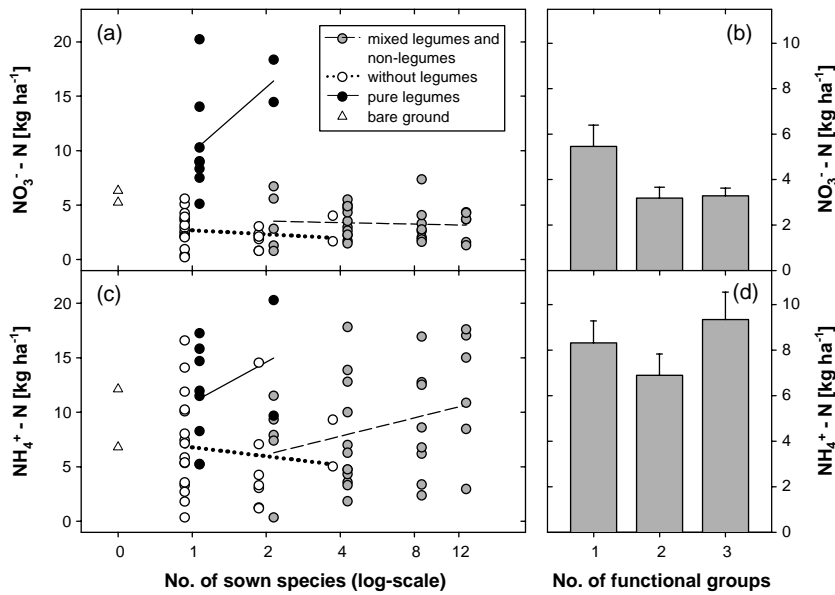 (a)
(b)
mixed legumes and
non-legumes
without legumes
pure legumes
bare ground
NO₃⁻ - N [kg ha⁻¹]
20
15
10
5
0
NO₃⁻ - N [kg ha⁻¹]
10
8
6
4
2
0
(c)
(d)
NH₄⁺ - N [kg ha⁻¹]
20
15
10
5
0
NH₄⁺ - N [kg ha⁻¹]
10
8
6
4
2
0
0 1 2 4 8 12
No. of sown species (log-scale)
1 2 3
No. of functional groups